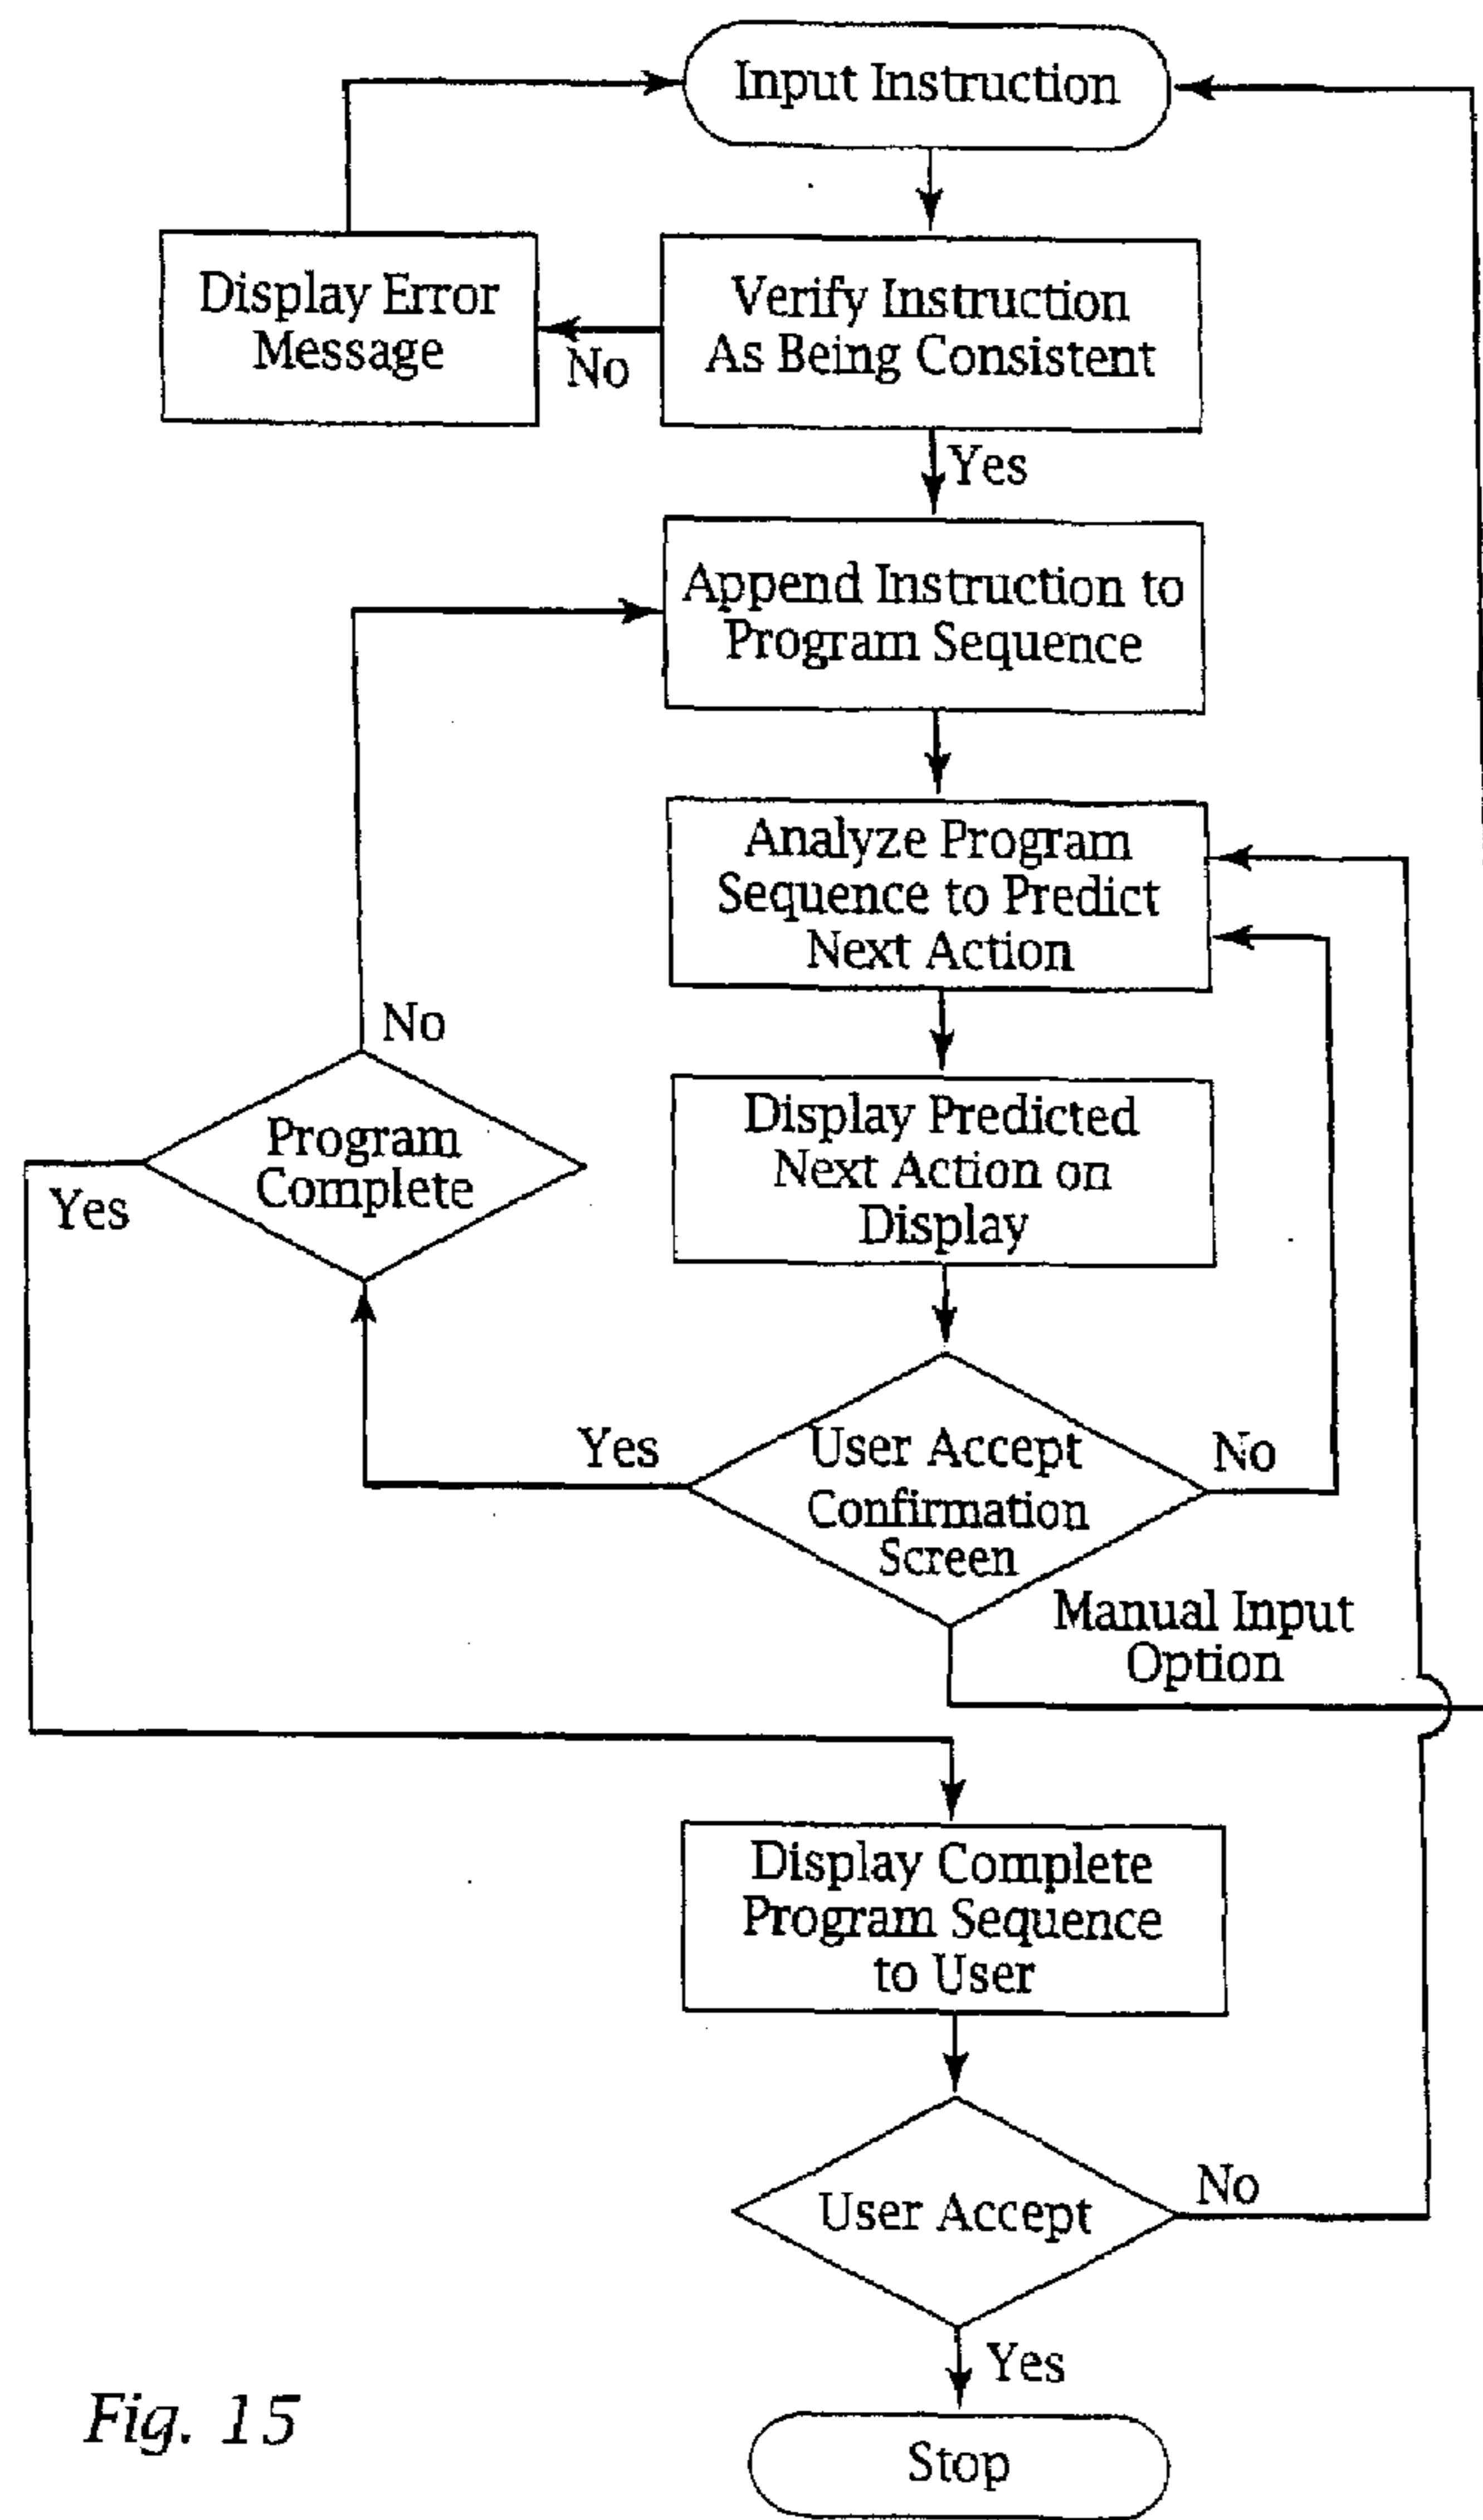 Input Instruction
Display Error
Message
No
Verify Instruction
As Being Consistent
Yes
Append Instruction to
Program Sequence
Analyze Program
Sequence to Predict
Next Action
No
Program
Complete
Yes
Display Predicted
Next Action on
Display
Yes
User Accept
Confirmation
Screen
No
Manual Input
Option
Display Complete
Program Sequence
to User
User Accept
No
Yes
Stop
Fig. 15